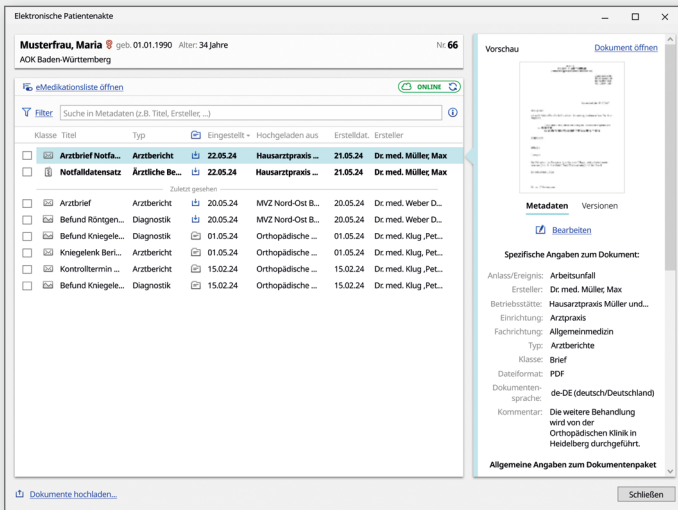 Elektronische Patientenakte
Musterfrau, Maria geb. 01.01.1990 Alter: 34 Jahre Nr. 66
AOK Baden-Württemberg
eMedikationsliste öffnen ONLINE
Filter Suche in Metadaten (z.B. Titel, Ersteller, ...)
Klasse Titel Typ Eingestellt Hochgeladen aus Erstelldat. Ersteller
Arztbrief Notfa... Arztbericht 22.05.24 Hausarztpraxis ... 21.05.24 Dr. med. Müller, Max
Notfalldatensatz Ärztliche Be... 22.05.24 Hausarztpraxis ... 21.05.24 Dr. med. Müller, Max
Zuletzt gesehen
Arztbrief Arztbericht 20.05.24 MVZ Nord-Ost B... 20.05.24 Dr. med. Weber D...
Befund Röntgen... Diagnostik 20.05.24 MVZ Nord-Ost B... 20.05.24 Dr. med. Weber D...
Befund Kniegele... Diagnostik 01.05.24 Orthopädische ... 01.05.24 Dr. med. Klug ,Pet...
Kniegelenk Beri... Arztbericht 01.05.24 Orthopädische ... 01.05.24 Dr. med. Klug ,Pet...
Kontrolltermin ... Arztbericht 15.02.24 Orthopädische ... 15.02.24 Dr. med. Klug ,Pet...
Befund Kniegele... Diagnostik 15.02.24 Orthopädische ... 15.02.24 Dr. med. Klug ,Pet...
Dokumente hochladen...
Vorschau Dokument öffnen
Metadaten Versionen
Bearbeiten
Spezifische Angaben zum Dokument:
Anlass/Ereignis: Arbeitsunfall
Ersteller: Dr. med. Müller, Max
Betriebsstätte: Hausarztpraxis Müller und...
Einrichtung: Arztpraxis
Fachrichtung: Allgemeinmedizin
Typ: Arztberichte
Klasse: Brief
Dateiformat: PDF
Dokumenten-
sprache: de-DE (deutsch/Deutschland)
Kommentar: Die weitere Behandlung
wird von der
Orthopädischen Klinik in
Heidelberg durchgeführt.
Allgemeine Angaben zum Dokumentenpaket
Schließen